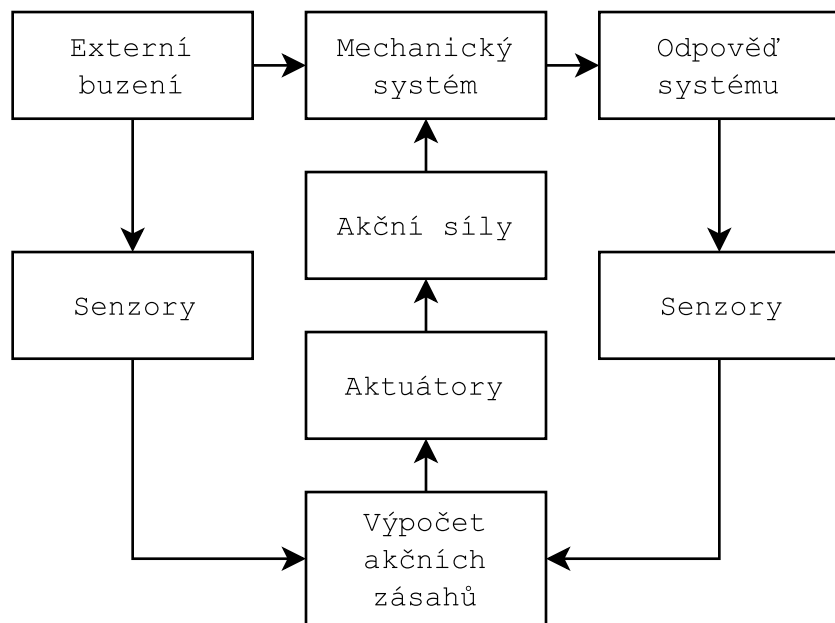 Externí
buzení
Mechanický
systém
Odpověď
systému
Akční síly
Senzory
Senzory
Aktuátory
Výpočet
akčních
zásahů